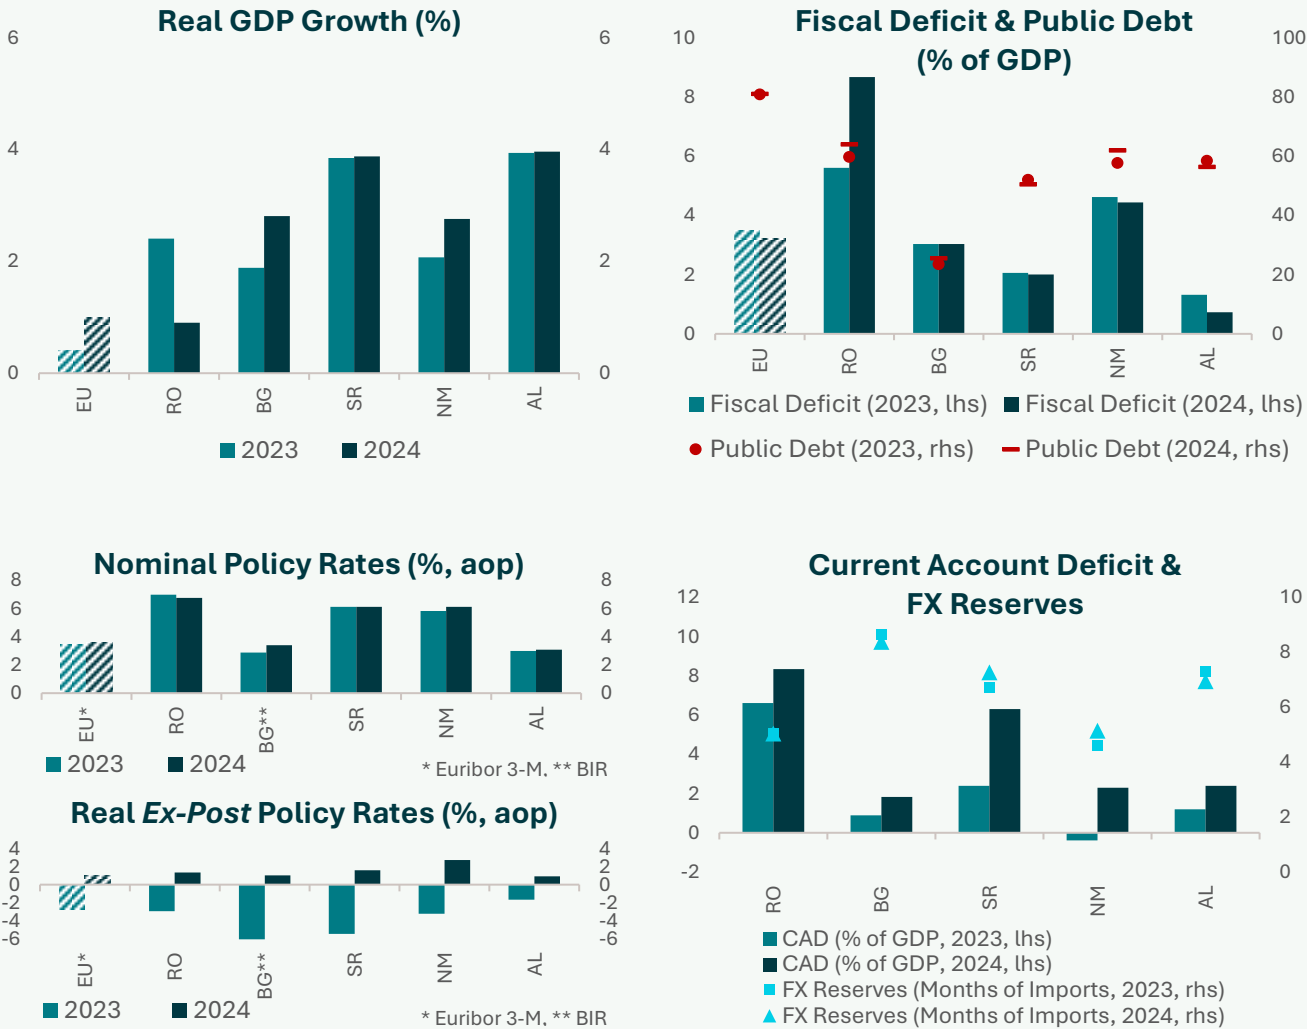 Real GDP Growth (%)
6 6
4 4
2 2
0 0
EU RO BG SR NM AL
2023 2024
Fiscal Deficit & Public Debt
(% of GDP)
10 100
8 80
6 60
4 40
2 20
0 0
EU RO BG SR NM AL
Fiscal Deficit (2023, lhs) Fiscal Deficit (2024, lhs)
Public Debt (2023, rhs) Public Debt (2024, rhs)
Nominal Policy Rates (%, aop)
8 8
6 6
4 4
2 2
0 0
EU* RO BG** SR NM AL
2023 2024
* Euribor 3-M, ** BIR
Real Ex-Post Policy Rates (%, aop)
4 4
2 2
0 0
-2 -2
-4 -4
-6 -6
EU* RO BG** SR NM AL
2023 2024
* Euribor 3-M, ** BIR
Current Account Deficit &
FX Reserves
12 10
10
8 8
6 6
4 4
2 2
0
-2 0
RO BG SR NM AL
CAD (% of GDP, 2023, lhs)
CAD (% of GDP, 2024, lhs)
FX Reserves (Months of Imports, 2023, rhs)
FX Reserves (Months of Imports, 2024, rhs)